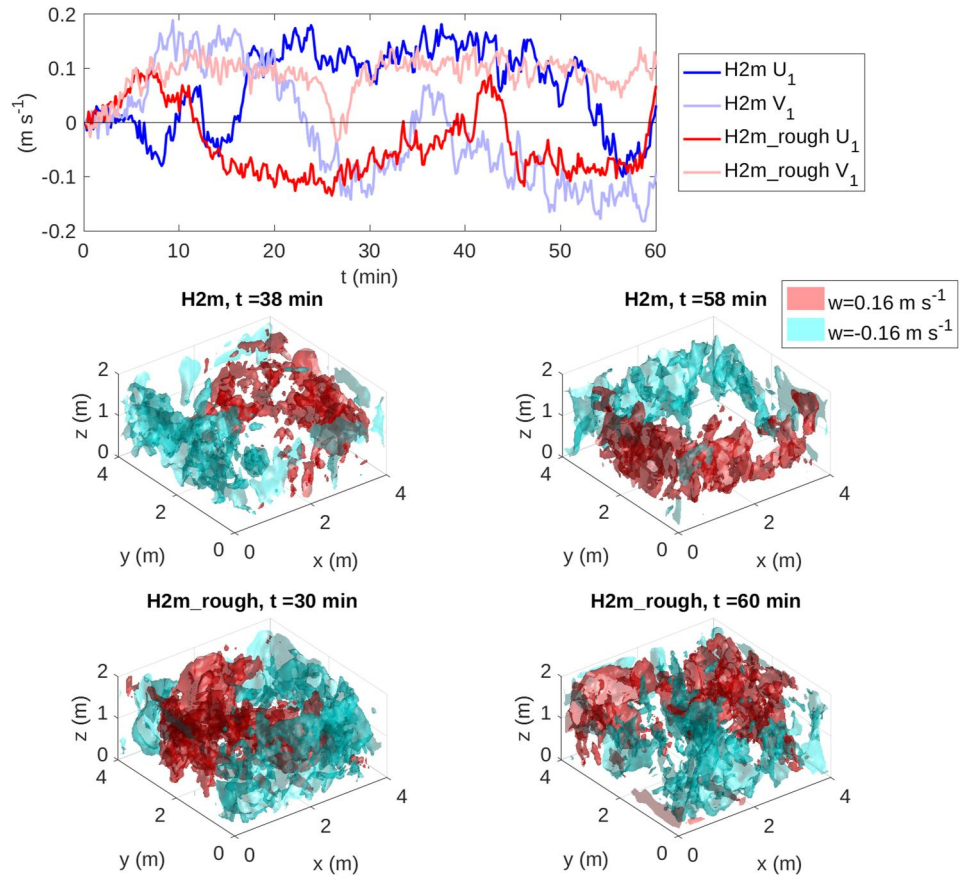 0.2
0.1
0
-0.1
-0.2
(m s⁻¹)
0 10 20 30 40 50 60
t (min)
H2m U₁
H2m V₁
H2m_rough U₁
H2m_rough V₁
H2m, t =38 min
H2m, t =58 min
w=0.16 m s⁻¹
w=-0.16 m s⁻¹
2
1
0
z (m)
4
2
0
y (m)
0
2
4
x (m)
2
1
0
z (m)
4
2
0
y (m)
0
2
4
x (m)
H2m_rough, t =30 min
H2m_rough, t =60 min
2
1
0
z (m)
4
2
0
y (m)
0
2
4
x (m)
2
1
0
z (m)
4
2
0
y (m)
0
2
4
x (m)